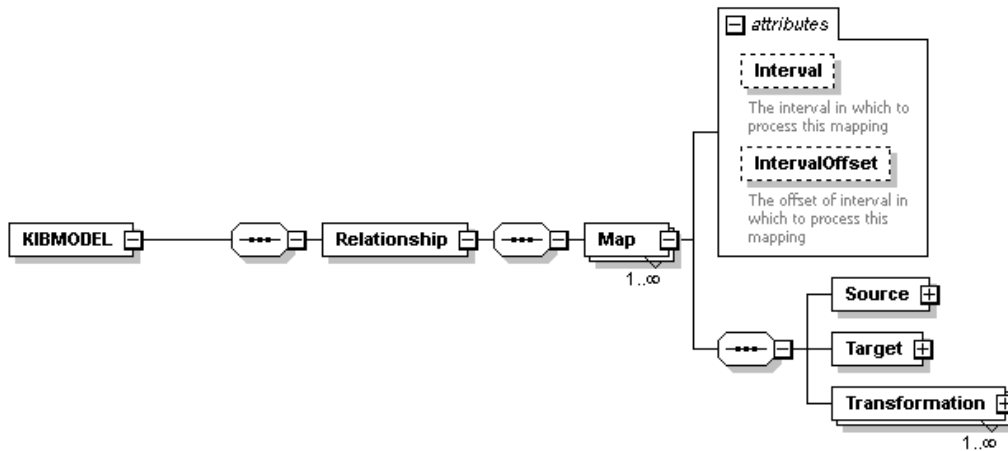 attributes
Interval
The interval in which to
process this mapping
IntervalOffset
The offset of interval in
which to process this
mapping
KIBMODEL
Relationship
Map
1..∞
Source
Target
Transformation
1..∞